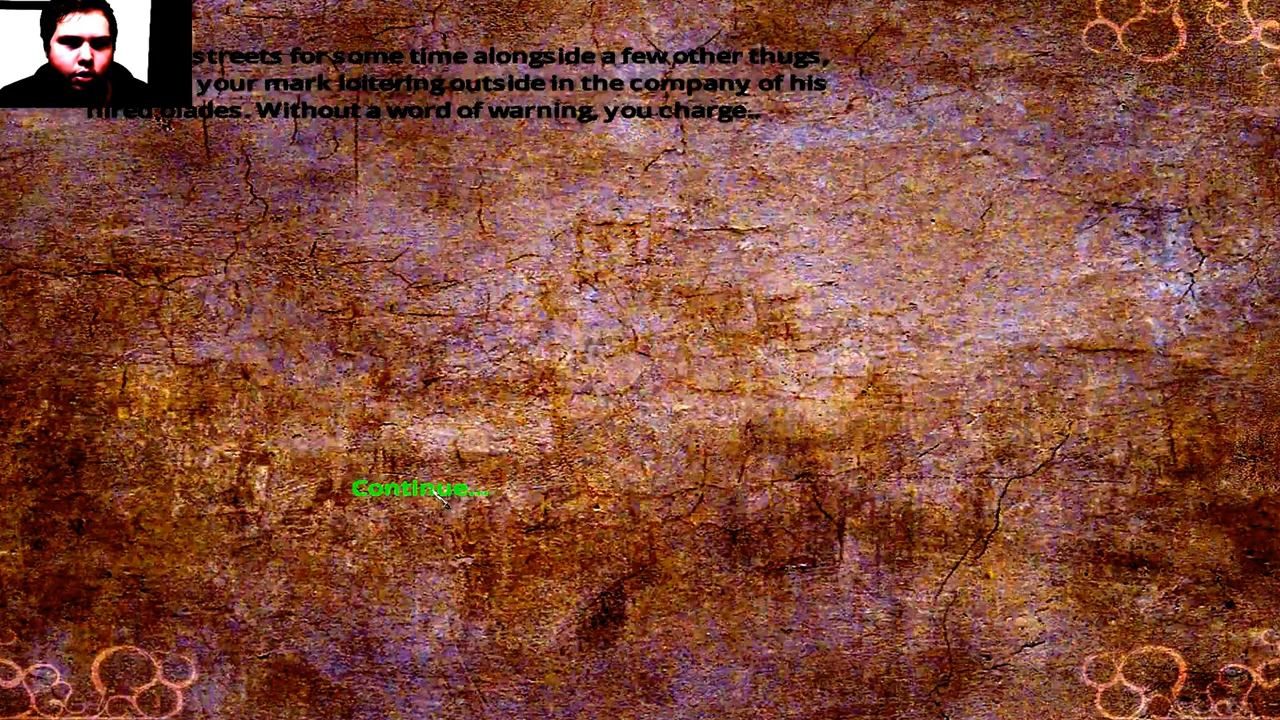 streets for some time alongside a few other thugs,
your mark loitering outside in the company of his
hired blades. Without a word of warning, you charge..
Continue...